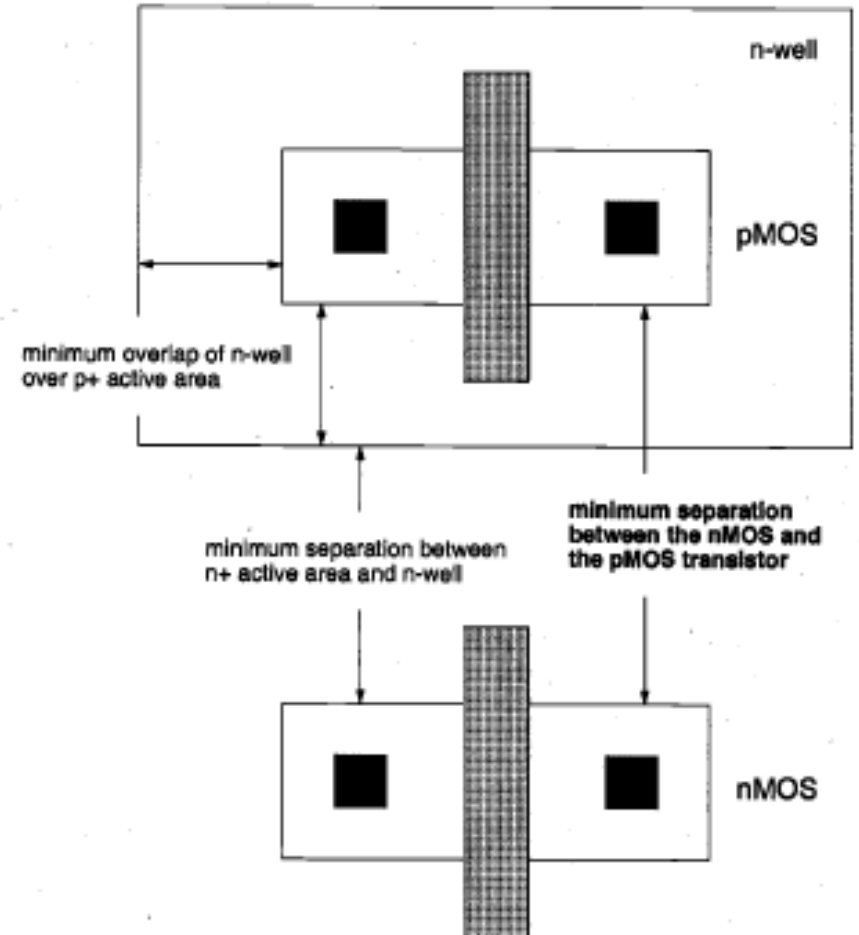 n-well
pMOS
minimum overlap of n-well
over p+ active area
minimum separation
between the nMOS and
the pMOS transistor
minimum separation between
n+ active area and n-well
nMOS